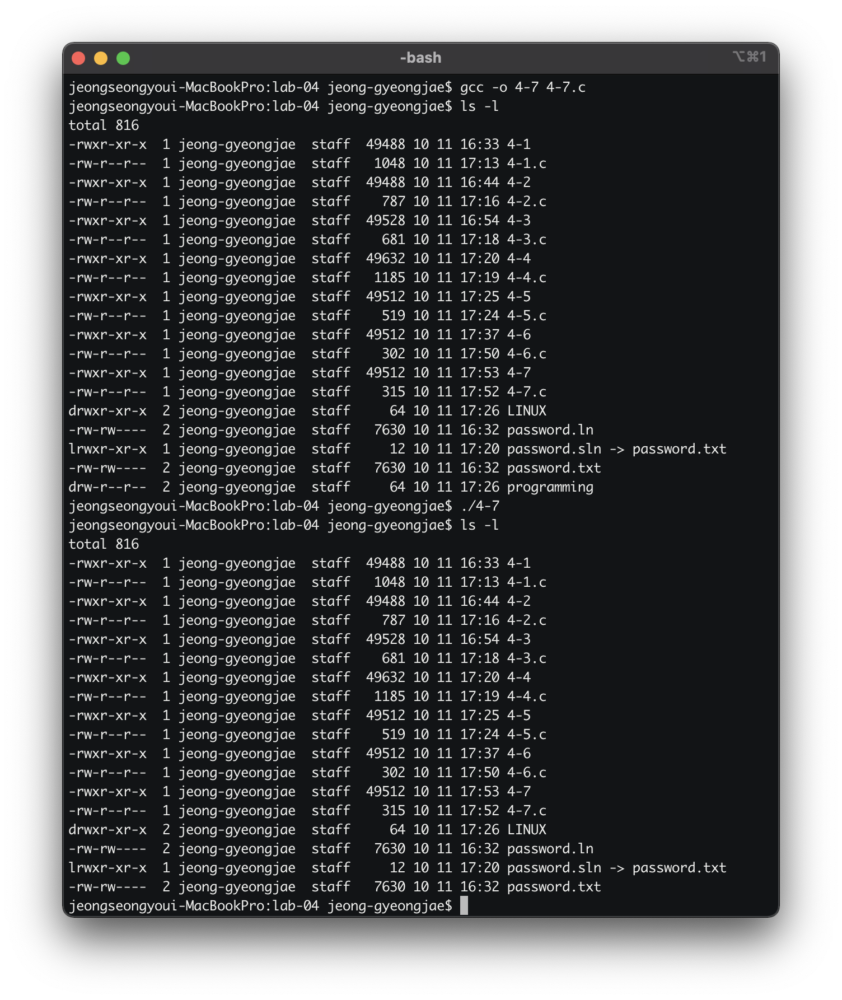 -bash
⌥⌘1
jeongseongyoui-MacBookPro:lab-04 jeong-gyeongjae$ gcc -o 4-7 4-7.c
jeongseongyoui-MacBookPro:lab-04 jeong-gyeongjae$ ls -l
total 816
-rwxr-xr-x  1 jeong-gyeongjae  staff  49488 10 11 16:33 4-1
-rw-r--r--  1 jeong-gyeongjae  staff   1048 10 11 17:13 4-1.c
-rwxr-xr-x  1 jeong-gyeongjae  staff  49488 10 11 16:44 4-2
-rw-r--r--  1 jeong-gyeongjae  staff    787 10 11 17:16 4-2.c
-rwxr-xr-x  1 jeong-gyeongjae  staff  49528 10 11 16:54 4-3
-rw-r--r--  1 jeong-gyeongjae  staff    681 10 11 17:18 4-3.c
-rwxr-xr-x  1 jeong-gyeongjae  staff  49632 10 11 17:20 4-4
-rw-r--r--  1 jeong-gyeongjae  staff   1185 10 11 17:19 4-4.c
-rwxr-xr-x  1 jeong-gyeongjae  staff  49512 10 11 17:25 4-5
-rw-r--r--  1 jeong-gyeongjae  staff    519 10 11 17:24 4-5.c
-rwxr-xr-x  1 jeong-gyeongjae  staff  49512 10 11 17:37 4-6
-rw-r--r--  1 jeong-gyeongjae  staff    302 10 11 17:50 4-6.c
-rwxr-xr-x  1 jeong-gyeongjae  staff  49512 10 11 17:53 4-7
-rw-r--r--  1 jeong-gyeongjae  staff    315 10 11 17:52 4-7.c
drwxr-xr-x  2 jeong-gyeongjae  staff     64 10 11 17:26 LINUX
-rw-rw----  2 jeong-gyeongjae  staff   7630 10 11 16:32 password.ln
lrwxr-xr-x  1 jeong-gyeongjae  staff     12 10 11 17:20 password.sln -> password.txt
-rw-rw----  2 jeong-gyeongjae  staff   7630 10 11 16:32 password.txt
drw-r--r--  2 jeong-gyeongjae  staff     64 10 11 17:26 programming
jeongseongyoui-MacBookPro:lab-04 jeong-gyeongjae$ ./4-7
jeongseongyoui-MacBookPro:lab-04 jeong-gyeongjae$ ls -l
total 816
-rwxr-xr-x  1 jeong-gyeongjae  staff  49488 10 11 16:33 4-1
-rw-r--r--  1 jeong-gyeongjae  staff   1048 10 11 17:13 4-1.c
-rwxr-xr-x  1 jeong-gyeongjae  staff  49488 10 11 16:44 4-2
-rw-r--r--  1 jeong-gyeongjae  staff    787 10 11 17:16 4-2.c
-rwxr-xr-x  1 jeong-gyeongjae  staff  49528 10 11 16:54 4-3
-rw-r--r--  1 jeong-gyeongjae  staff    681 10 11 17:18 4-3.c
-rwxr-xr-x  1 jeong-gyeongjae  staff  49632 10 11 17:20 4-4
-rw-r--r--  1 jeong-gyeongjae  staff   1185 10 11 17:19 4-4.c
-rwxr-xr-x  1 jeong-gyeongjae  staff  49512 10 11 17:25 4-5
-rw-r--r--  1 jeong-gyeongjae  staff    519 10 11 17:24 4-5.c
-rwxr-xr-x  1 jeong-gyeongjae  staff  49512 10 11 17:37 4-6
-rw-r--r--  1 jeong-gyeongjae  staff    302 10 11 17:50 4-6.c
-rwxr-xr-x  1 jeong-gyeongjae  staff  49512 10 11 17:53 4-7
-rw-r--r--  1 jeong-gyeongjae  staff    315 10 11 17:52 4-7.c
drwxr-xr-x  2 jeong-gyeongjae  staff     64 10 11 17:26 LINUX
-rw-rw----  2 jeong-gyeongjae  staff   7630 10 11 16:32 password.ln
lrwxr-xr-x  1 jeong-gyeongjae  staff     12 10 11 17:20 password.sln -> password.txt
-rw-rw----  2 jeong-gyeongjae  staff   7630 10 11 16:32 password.txt
jeongseongyoui-MacBookPro:lab-04 jeong-gyeongjae$